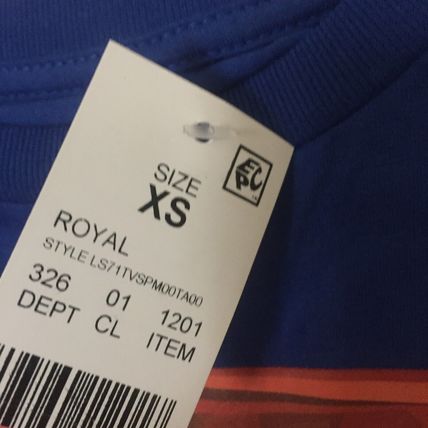 SIZE
XS
ROYAL
STYLE LS71TVSPM00TA00
326 01 1201
DEPT CL ITEM